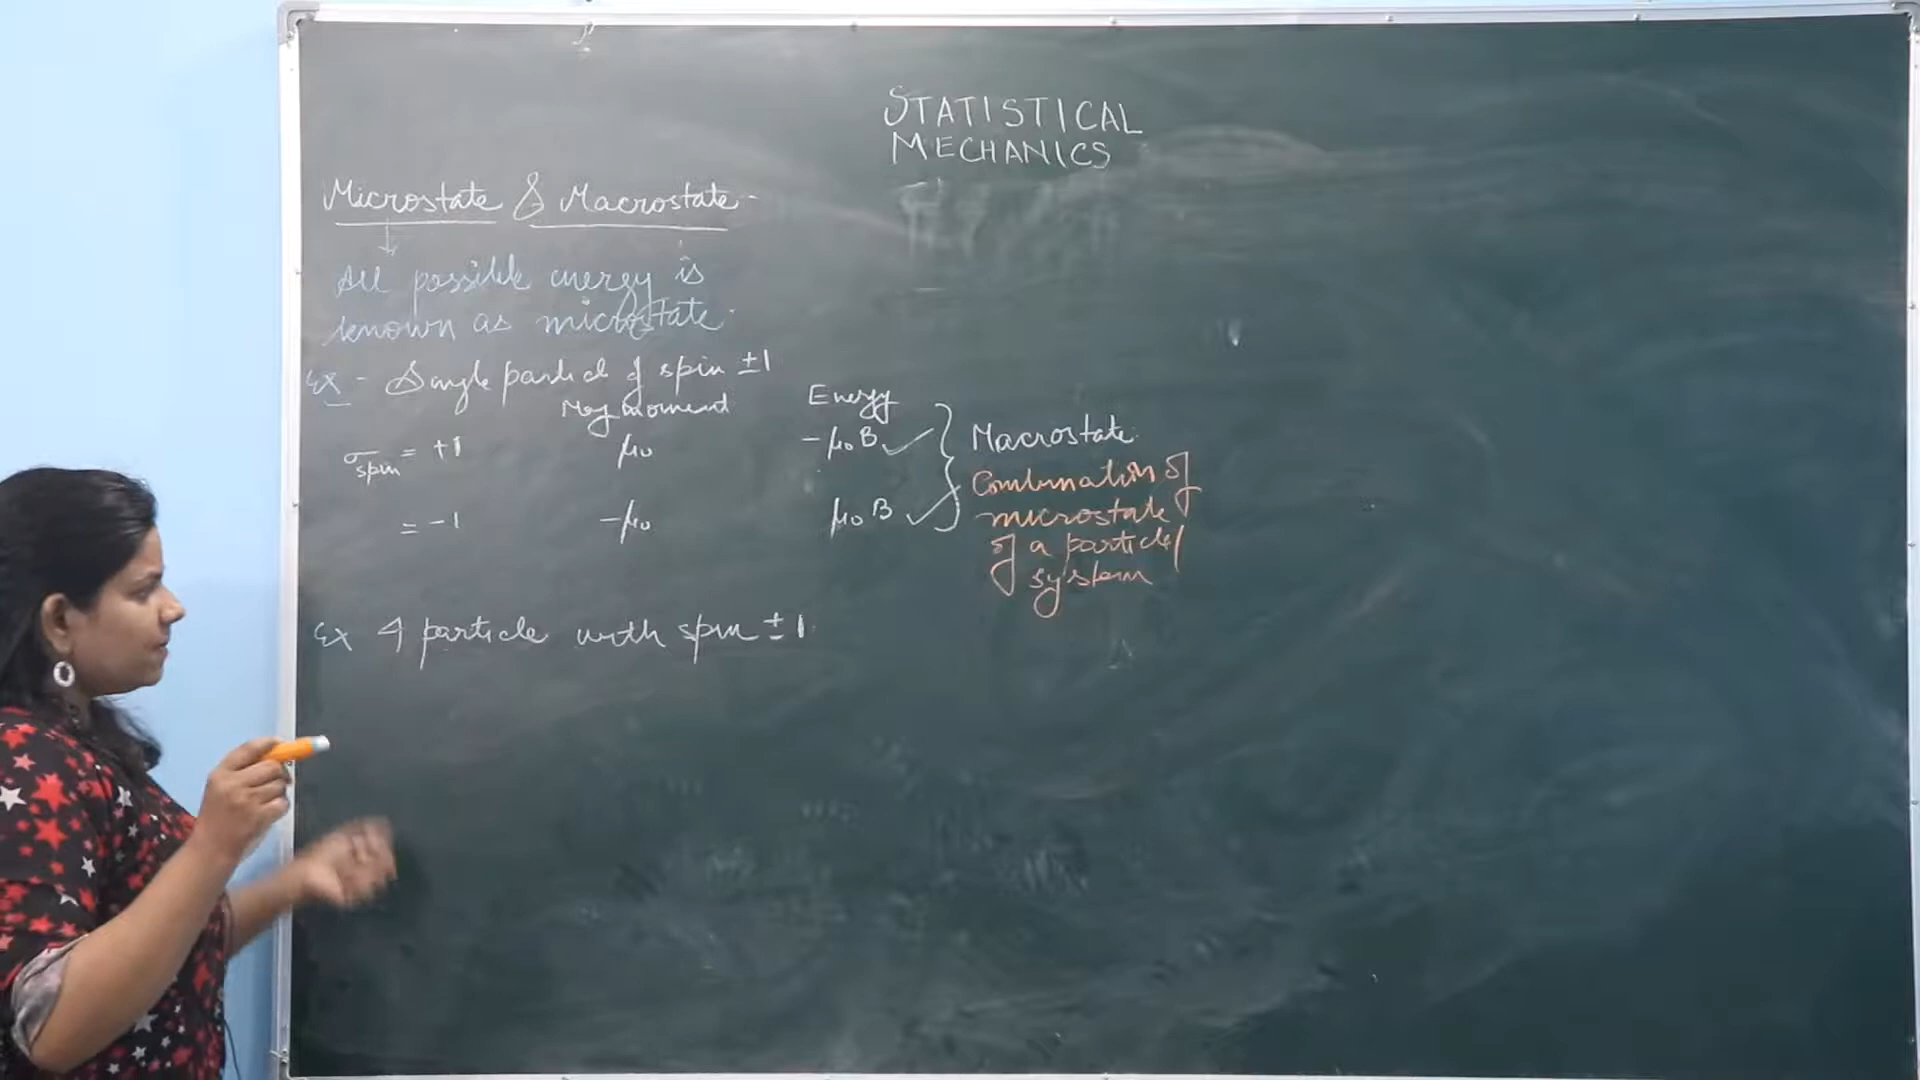 STATISTICAL
MECHANICS
Microstate & Macrostate -
↓
All possible energy is
known as microstate.
Ex - Single particle of spin ±1
Mag moment
Energy
σspin = +1 μ0 -μ0 B ✓
= -1 -μ0 μ0 B ✓
Macrostate
Combination of
microstate
of a particle/
system
Ex 4 particle with spin ±1.